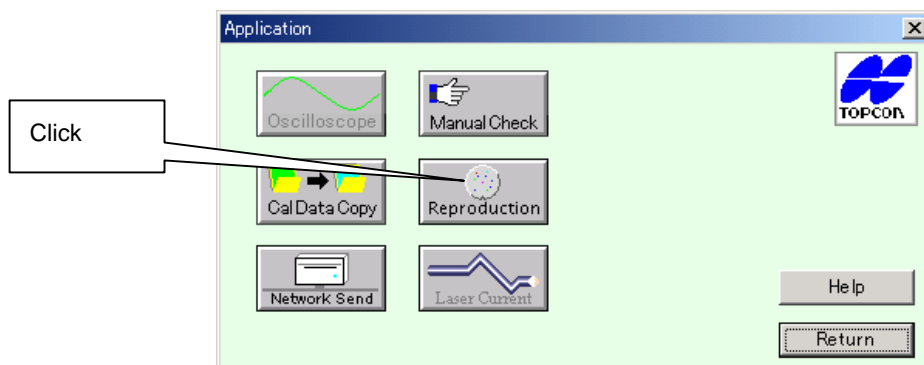 Application
Oscilloscope
Manual Check
TOPCON
Click
Cal Data Copy
Reproduction
Network Send
Laser Current
Help
Return